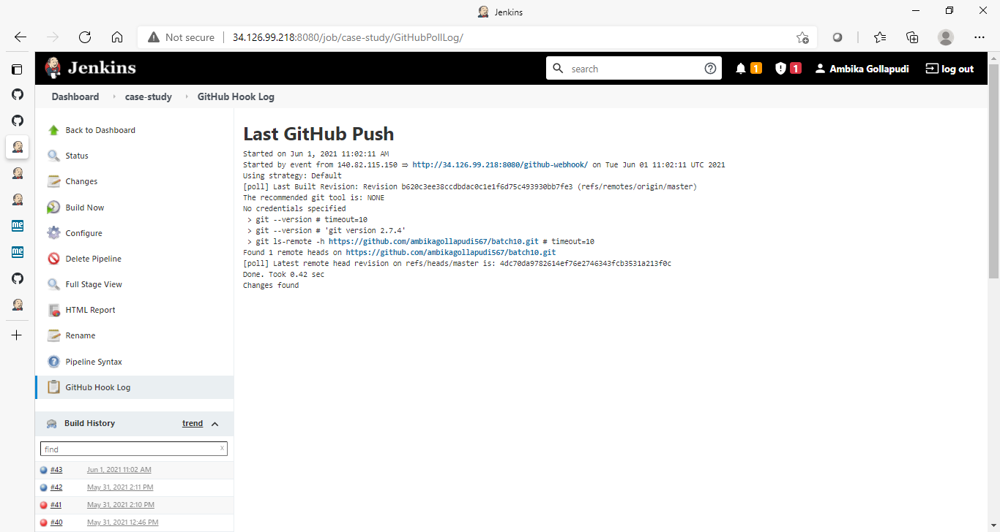 Jenkins
Not secure 34.126.99.218:8080/job/case-study/GitHubPollLog/
Jenkins search 1 1 Ambika Gollapudi log out
Dashboard case-study GitHub Hook Log
Back to Dashboard
Status
Changes
Build Now
Configure
Delete Pipeline
Full Stage View
HTML Report
Rename
Pipeline Syntax
GitHub Hook Log
Build History trend
find x
#43 Jun 1, 2021 11:02 AM
#42 May 31, 2021 2:11 PM
#41 May 31, 2021 2:10 PM
#40 May 31, 2021 12:46 PM
me
me
Last GitHub Push
Started on Jun 1, 2021 11:02:11 AM
Started by event from 140.82.115.150 ⇒ http://34.126.99.218:8080/github-webhook/ on Tue Jun 01 11:02:11 UTC 2021
Using strategy: Default
[poll] Last Built Revision: Revision b620c3ee38ccdbdac0c1e1f6d75c493930bb7fe3 (refs/remotes/origin/master)
The recommended git tool is: NONE
No credentials specified
> git --version # timeout=10
> git --version # 'git version 2.7.4'
> git ls-remote -h https://github.com/ambikagollapudi567/batch10.git # timeout=10
Found 1 remote heads on https://github.com/ambikagollapudi567/batch10.git
[poll] Latest remote head revision on refs/heads/master is: 4dc70da9782614ef76e2746343fcb3531a213f0c
Done. Took 0.42 sec
Changes found